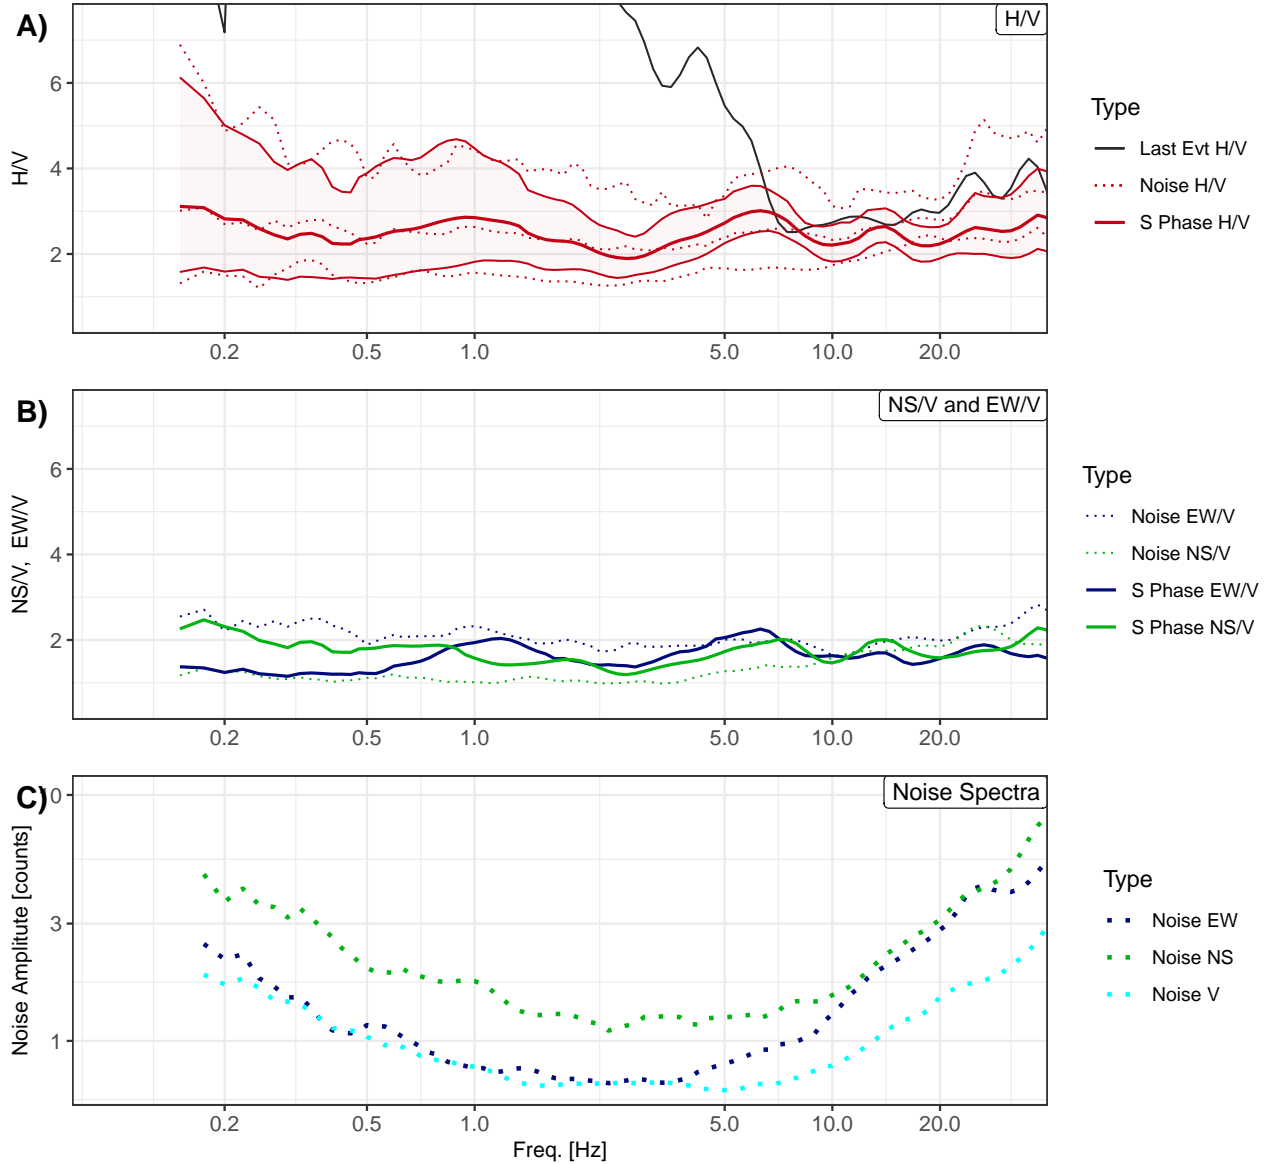 A)
H/V
H/V
6
4
2
0.2 0.5 1.0 5.0 10.0 20.0
Type
Last Evt H/V
Noise H/V
S Phase H/V
B)
NS/V and EW/V
NS/V, EW/V
6
4
2
0.2 0.5 1.0 5.0 10.0 20.0
Type
Noise EW/V
Noise NS/V
S Phase EW/V
S Phase NS/V
C)
Noise Spectra
Noise Amplitute [counts]
0
3
1
0.2 0.5 1.0 5.0 10.0 20.0
Freq. [Hz]
Type
Noise EW
Noise NS
Noise V